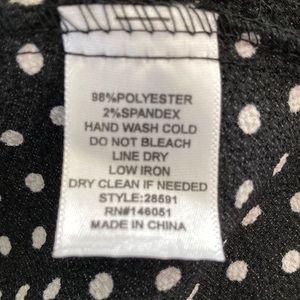 98%POLYESTER
2%SPANDEX
HAND WASH COLD
DO NOT BLEACH
LINE DRY
LOW IRON
DRY CLEAN IF NEEDED
STYLE:28591
RN#146051
MADE IN CHINA